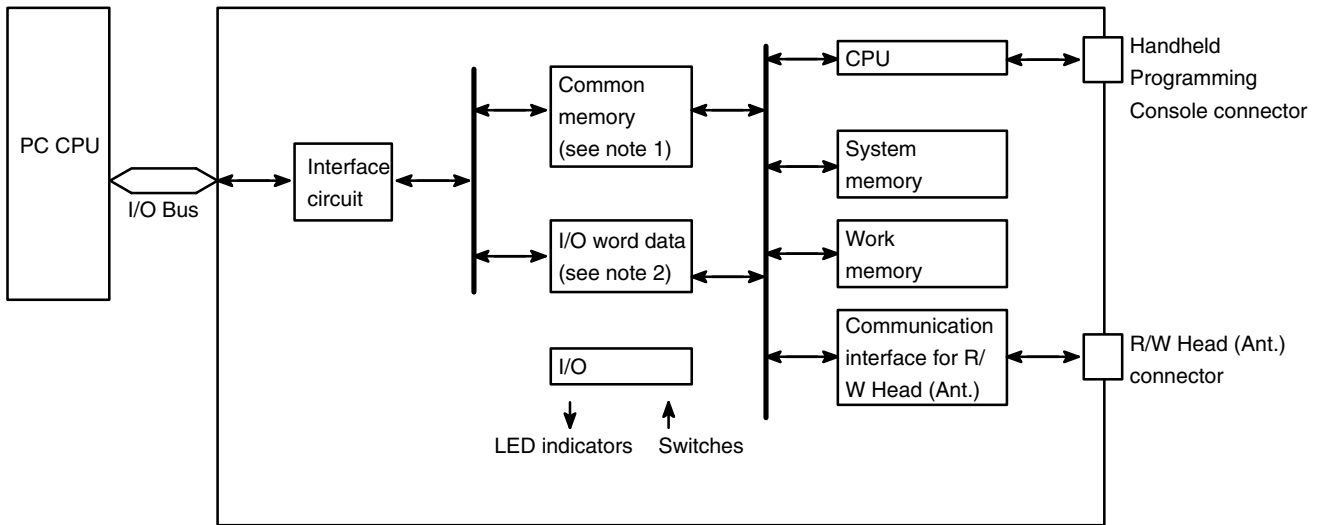 PC CPU
I/O Bus
Interface
circuit
Common
memory
(see note 1)
I/O word data
(see note 2)
I/O
LED indicators
Switches
CPU
System
memory
Work
memory
Communication
interface for R/
W Head (Ant.)
Handheld
Programming
Console connector
R/W Head (Ant.)
connector